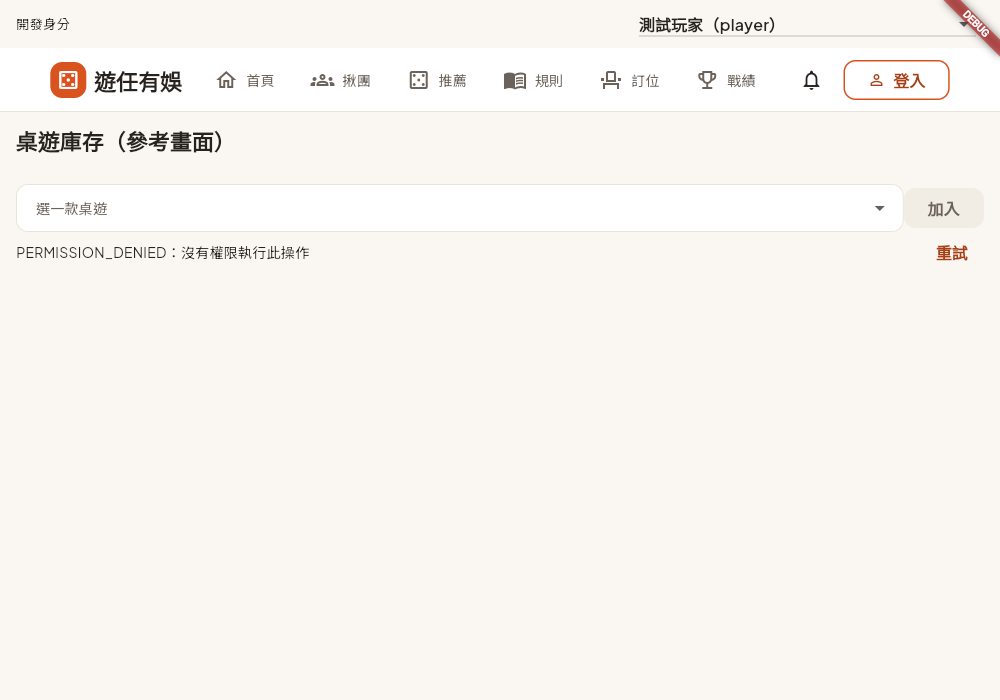 開發身分
測試玩家（player）
DEBUG
遊任有娛
首頁
揪團
推薦
規則
訂位
戰績
登入
桌遊庫存（參考畫面）
選一款桌遊
加入
PERMISSION_DENIED：沒有權限執行此操作
重試